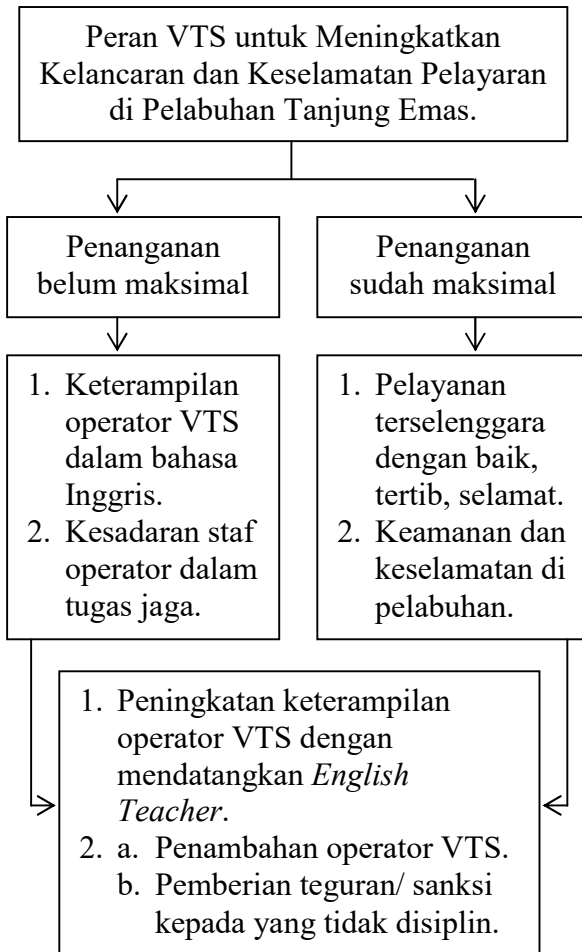 Peran VTS untuk Meningkatkan
Kelancaran dan Keselamatan Pelayaran
di Pelabuhan Tanjung Emas.
Penanganan
belum maksimal
Penanganan
sudah maksimal
1. Keterampilan
operator VTS
dalam bahasa
Inggris.
2. Kesadaran staf
operator dalam
tugas jaga.
1. Pelayanan
terselenggara
dengan baik,
tertib, selamat.
2. Keamanan dan
keselamatan di
pelabuhan.
1. Peningkatan keterampilan
operator VTS dengan
mendatangkan English
Teacher.
2. a. Penambahan operator VTS.
b. Pemberian teguran/ sanksi
kepada yang tidak disiplin.